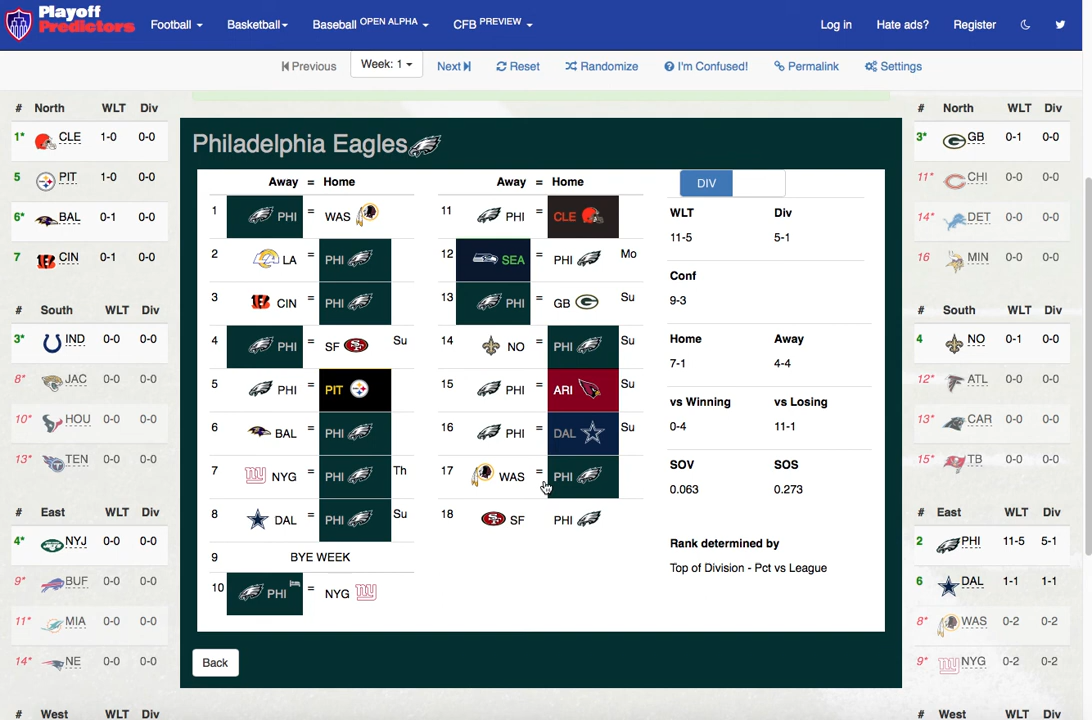 Playoff Predictors
Football
Basketball
Baseball OPEN ALPHA
CFB PREVIEW
Log in
Hate ads?
Register
Previous
Week: 1
Next
Reset
Randomize
I'm Confused!
Permalink
Settings
# North WLT Div
1* CLE 1-0 0-0
5 PIT 1-0 0-0
6* BAL 0-1 0-0
7 CIN 0-1 0-0
# South WLT Div
3* IND 0-0 0-0
8* JAC 0-0 0-0
10* HOU 0-0 0-0
13* TEN 0-0 0-0
# East WLT Div
4* NYJ 0-0 0-0
9* BUF 0-0 0-0
11* MIA 0-0 0-0
14* NE 0-0 0-0
# West WLT Div
Philadelphia Eagles
Away = Home
1 PHI = WAS
2 LA = PHI
3 CIN = PHI
4 PHI = SF Su
5 PHI = PIT
6 BAL = PHI
7 NYG = PHI Th
8 DAL = PHI Su
9 BYE WEEK
10 PHI = NYG
Away = Home
11 PHI = CLE
12 SEA = PHI Mo
13 PHI = GB Su
14 NO = PHI Su
15 PHI = ARI Su
16 PHI = DAL Su
17 WAS = PHI
18 SF PHI
DIV
WLT Div
11-5 5-1
Conf
9-3
Home Away
7-1 4-4
vs Winning vs Losing
0-4 11-1
SOV SOS
0.063 0.273
Rank determined by
Top of Division - Pct vs League
Back
# North WLT Div
3* GB 0-1 0-0
11* CHI 0-0 0-0
14* DET 0-0 0-0
16 MIN 0-0 0-0
# South WLT Div
4 NO 0-1 0-0
12* ATL 0-0 0-0
13* CAR 0-0 0-0
15* TB 0-0 0-0
# East WLT Div
2 PHI 11-5 5-1
6 DAL 1-1 1-1
8* WAS 0-2 0-2
9* NYG 0-2 0-2
# West WLT Div